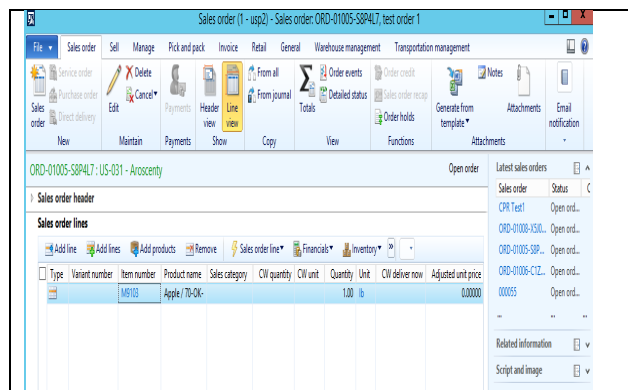 Sales order (1 - usp2) - Sales order: ORD-01005-S8P4L7, test order 1
File Sales order Sell Manage Pick and pack Invoice Retail General Warehouse management Transportation management
Sales order
Service order
Purchase order
Direct delivery
New
Edit
Delete
Cancel
Maintain
Payments
Payments
Header view
Line view
Show
From all
From journal
Copy
Totals
Order events
Detailed status
View
Order credit
Sales order recap
Order holds
Functions
Generate from template
Notes
Attachments
Attachments
Email notification
ORD-01005-S8P4L7 : US-031 - Aroscenty
Open order
Sales order header
Sales order lines
Add line Add lines Add products Remove Sales order line Financials Inventory »
Type Variant number Item number Product name Sales category CW quantity CW unit Quantity Unit CW deliver now Adjusted unit price
M9103 Apple / 70-OK- 1.00 lb 0.00000
Latest sales orders
Sales order Status C
CPR Test1 Open ord...
ORD-01008-X5J0... Open ord...
ORD-01005-S8P... Open ord...
ORD-01006-C1Z... Open ord...
000055 Open ord...
... ... ...
Related information
Script and image